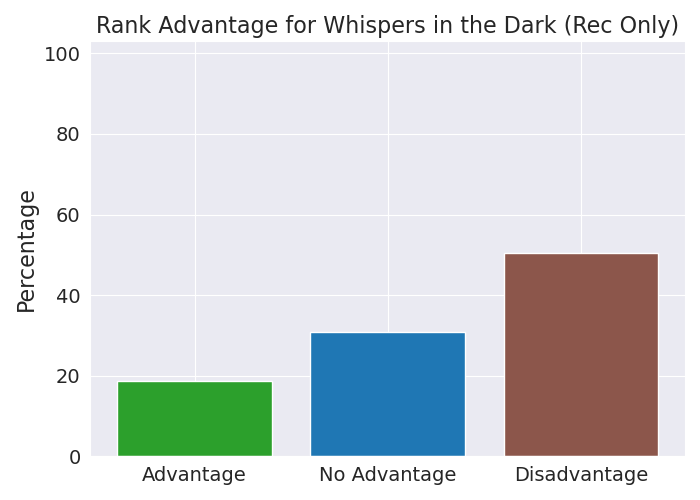 Rank Advantage for Whispers in the Dark (Rec Only)
Percentage
100
80
60
40
20
0
Advantage
No Advantage
Disadvantage